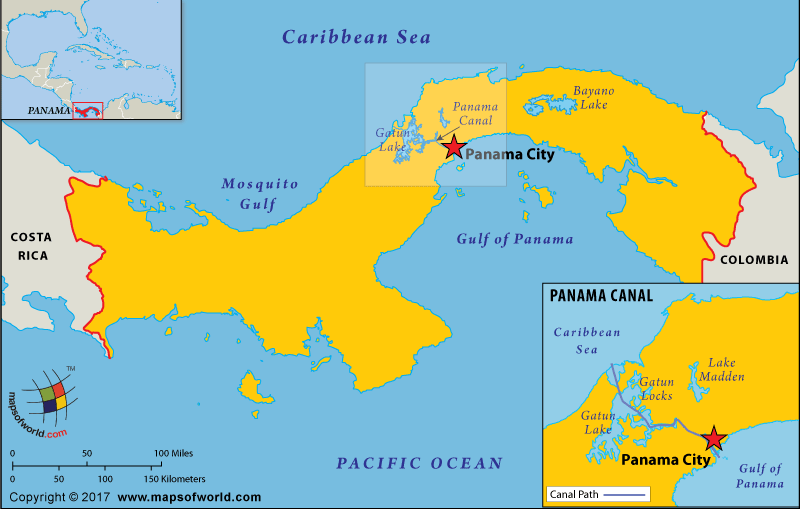 PANAMA
Caribbean Sea
Bayano
Lake
Panama
Canal
Gatun
Lake
Panama City
Mosquito
Gulf
Gulf of Panama
COSTA
RICA
COLOMBIA
PANAMA CANAL
Caribbean
Sea
Lake
Madden
Gatun
Locks
Gatun
Lake
Panama City
Gulf of
Panama
Canal Path
TM
mapsofworld.com
0 50 100 Miles
0 50 100 150 Kilometers
PACIFIC OCEAN
Copyright © 2017 www.mapsofworld.com